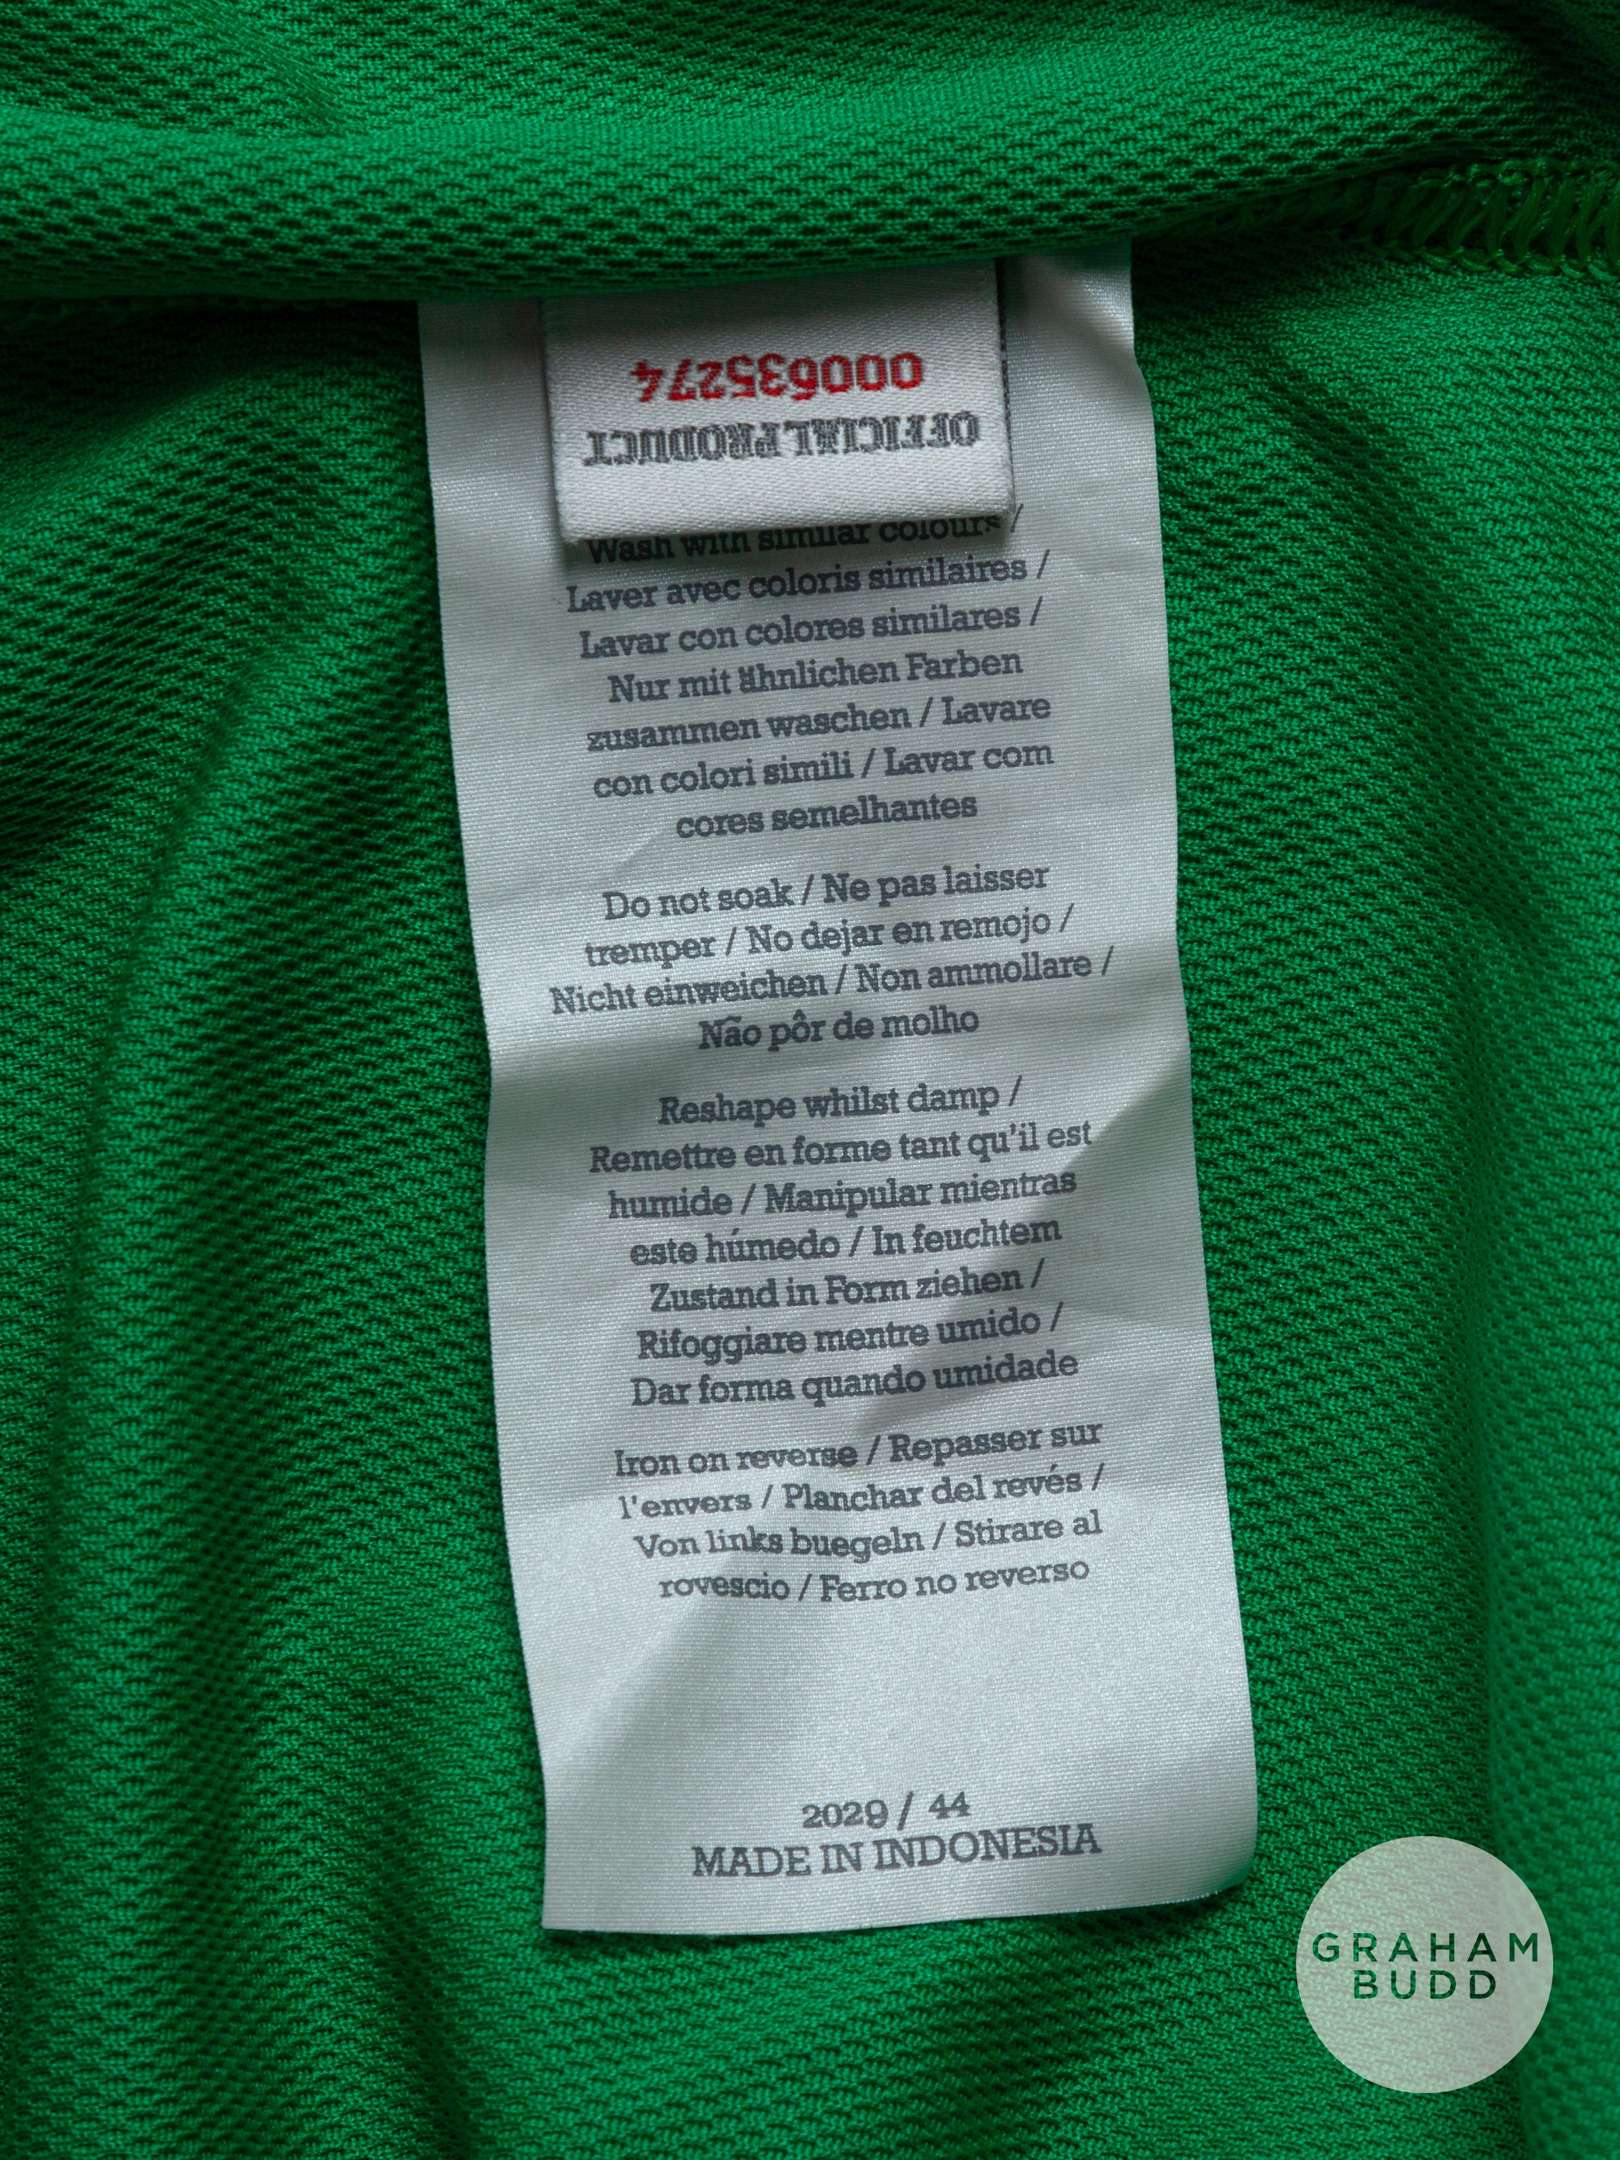 000635274
OFFICIAL PRODUCT
Wash with similar colours /
Laver avec coloris similaires /
Lavar con colores similares /
Nur mit ähnlichen Farben
zusammen waschen / Lavare
con colori simili / Lavar com
cores semelhantes
Do not soak / Ne pas laisser
tremper / No dejar en remojo /
Nicht einweichen / Non ammollare /
Não pôr de molho
Reshape whilst damp /
Remettre en forme tant qu'il est
humide / Manipular mientras
este húmedo / In feuchtem
Zustand in Form ziehen /
Rifoggiare mentre umido /
Dar forma quando umidade
Iron on reverse / Repasser sur
l'envers / Planchar del revés /
Von links buegeln / Stirare al
rovescio / Ferro no reverso
2029 / 44
MADE IN INDONESIA
GRAHAM
BUDD